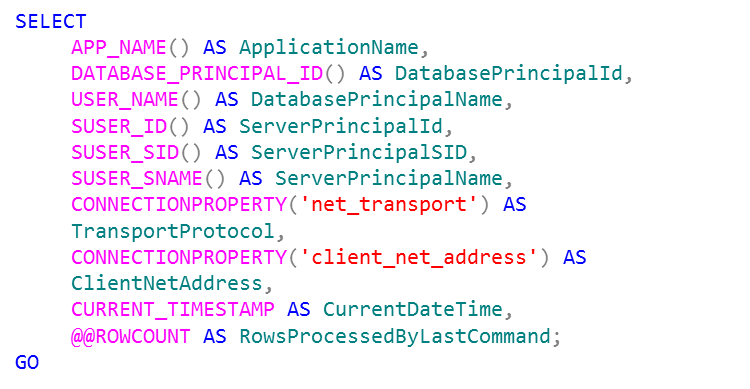 SELECT
APP_NAME() AS ApplicationName,
DATABASE_PRINCIPAL_ID() AS DatabasePrincipalId,
USER_NAME() AS DatabasePrincipalName,
SUSER_ID() AS ServerPrincipalId,
SUSER_SID() AS ServerPrincipalSID,
SUSER_SNAME() AS ServerPrincipalName,
CONNECTIONPROPERTY('net_transport') AS
TransportProtocol,
CONNECTIONPROPERTY('client_net_address') AS
ClientNetAddress,
CURRENT_TIMESTAMP AS CurrentDateTime,
@@ROWCOUNT AS RowsProcessedByLastCommand;
GO